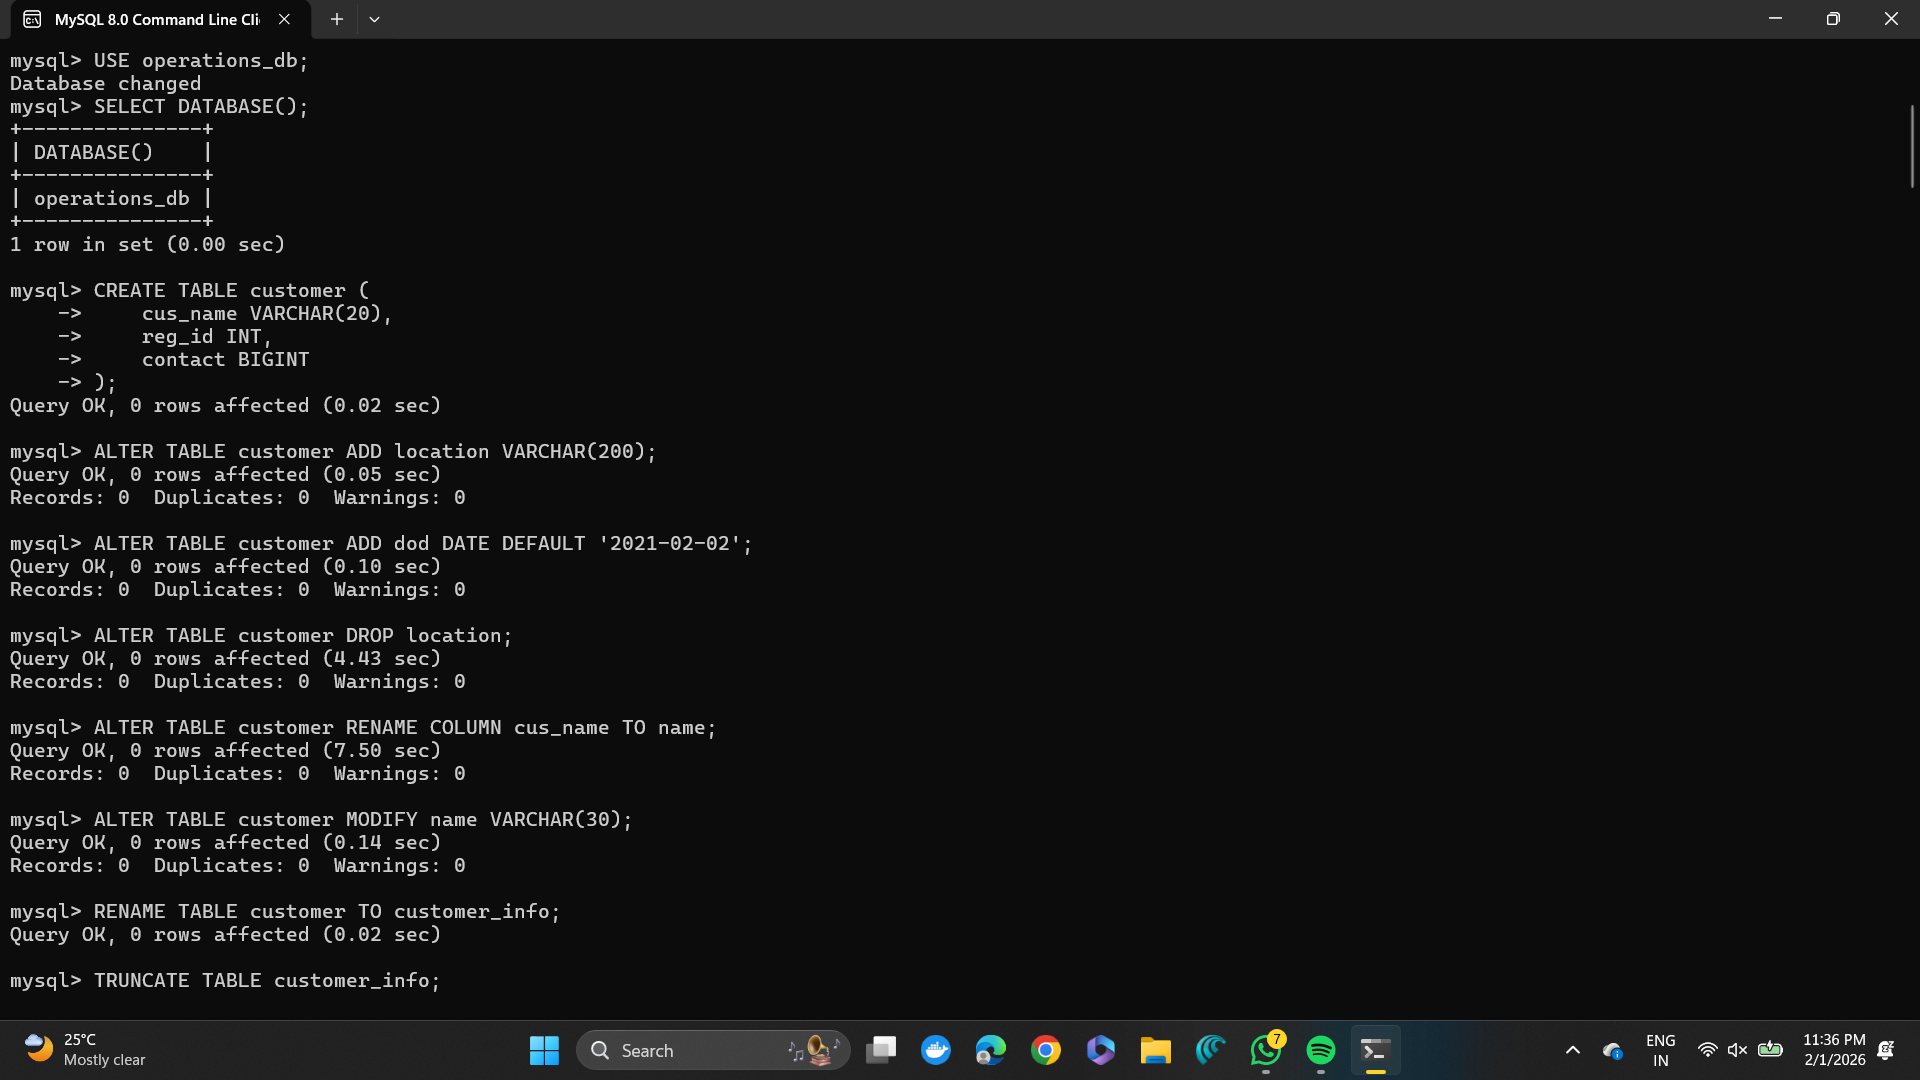 MySQL 8.0 Command Line Cli
mysql> USE operations_db;
Database changed
mysql> SELECT DATABASE();
+---------------+
| DATABASE()    |
+---------------+
| operations_db |
+---------------+
1 row in set (0.00 sec)
mysql> CREATE TABLE customer (
    ->     cus_name VARCHAR(20),
    ->     reg_id INT,
    ->     contact BIGINT
    -> );
Query OK, 0 rows affected (0.02 sec)
mysql> ALTER TABLE customer ADD location VARCHAR(200);
Query OK, 0 rows affected (0.05 sec)
Records: 0  Duplicates: 0  Warnings: 0
mysql> ALTER TABLE customer ADD dod DATE DEFAULT '2021-02-02';
Query OK, 0 rows affected (0.10 sec)
Records: 0  Duplicates: 0  Warnings: 0
mysql> ALTER TABLE customer DROP location;
Query OK, 0 rows affected (4.43 sec)
Records: 0  Duplicates: 0  Warnings: 0
mysql> ALTER TABLE customer RENAME COLUMN cus_name TO name;
Query OK, 0 rows affected (7.50 sec)
Records: 0  Duplicates: 0  Warnings: 0
mysql> ALTER TABLE customer MODIFY name VARCHAR(30);
Query OK, 0 rows affected (0.14 sec)
Records: 0  Duplicates: 0  Warnings: 0
mysql> RENAME TABLE customer TO customer_info;
Query OK, 0 rows affected (0.02 sec)
mysql> TRUNCATE TABLE customer_info;
25°C
Mostly clear
Search
7
ENG
IN
11:36 PM
2/1/2026